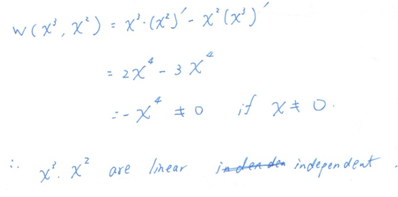 W(x³, x²) = x³·(x²)′ - x²(x³)′
= 2x⁴ - 3x⁴
= -x⁴ ≠ 0 if x ≠ 0.
∴ x³. x² are linear independent.